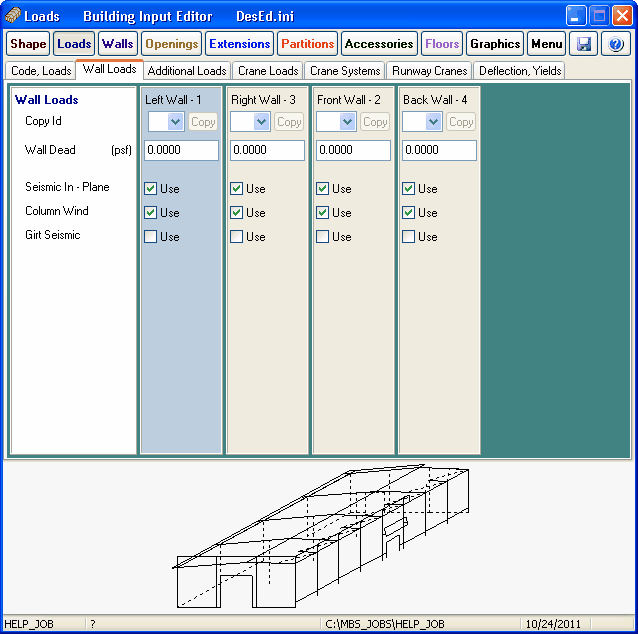 Loads Building Input Editor DesEd.ini
Shape Loads Walls Openings Extensions Partitions Accessories Floors Graphics Menu
Code, Loads Wall Loads Additional Loads Crane Loads Crane Systems Runway Cranes Deflection, Yields
Wall Loads Left Wall - 1 Right Wall - 3 Front Wall - 2 Back Wall - 4
Copy Id Copy Copy Copy Copy
Wall Dead (psf) 0.0000 0.0000 0.0000 0.0000
Seismic In - Plane Use Use Use Use
Column Wind Use Use Use Use
Girt Seismic Use Use Use Use
HELP_JOB ? C:\MBS_JOBS\HELP_JOB 10/24/2011